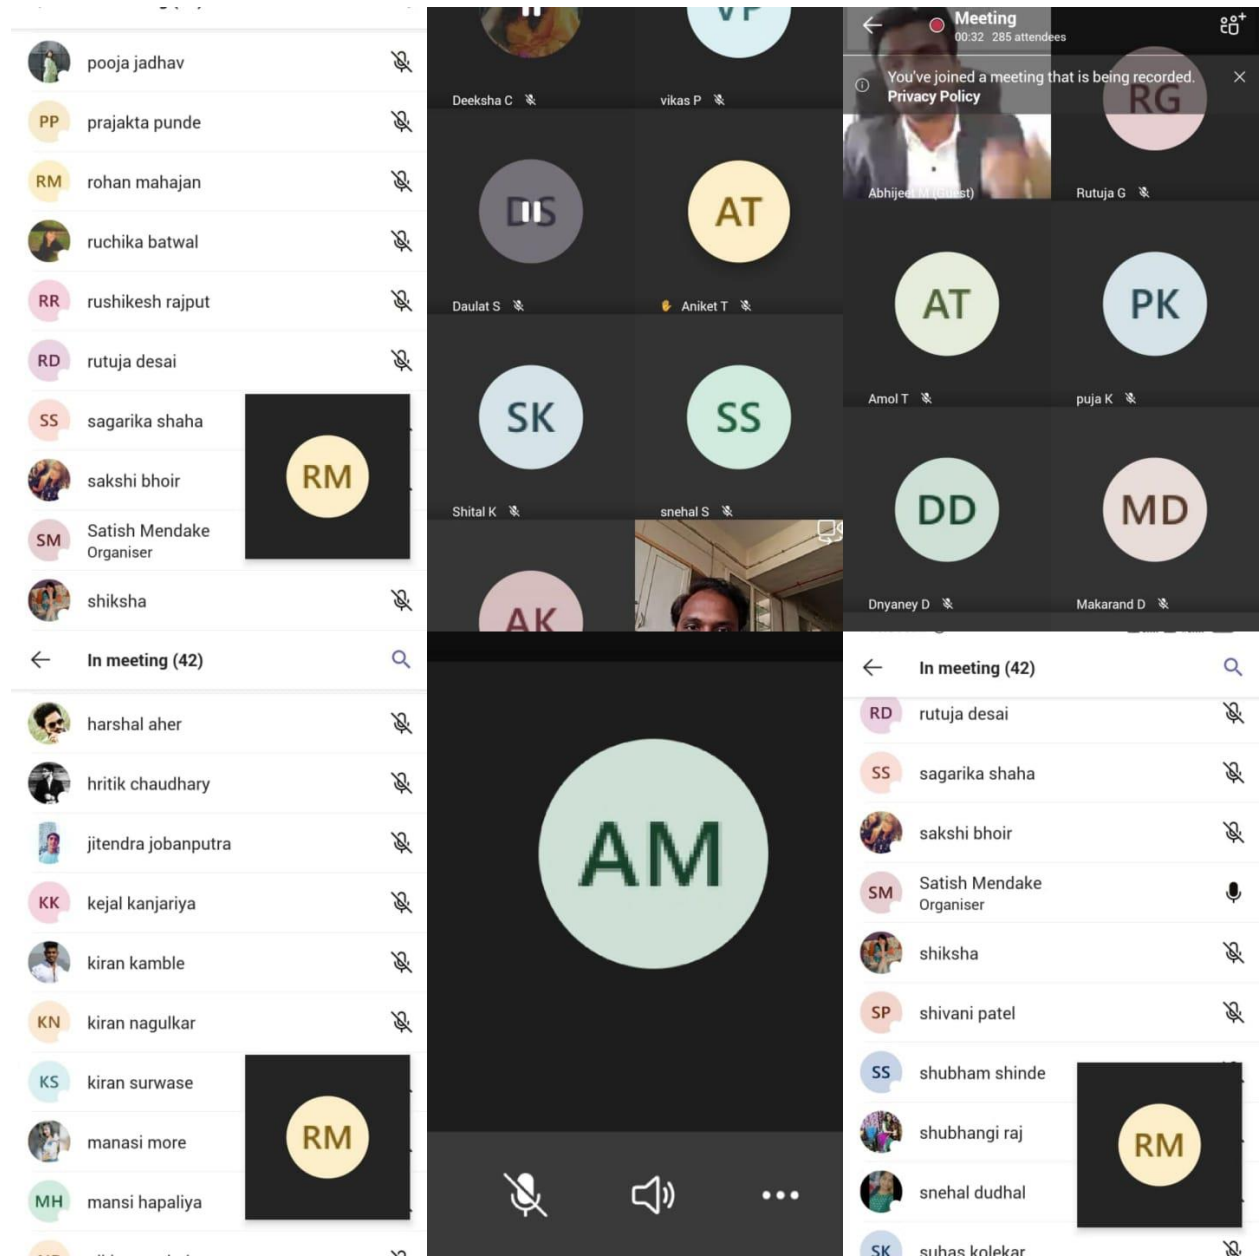 pooja jadhav
PP
prajakta punde
RM
rohan mahajan
ruchika batwal
RR
rushikesh rajput
RD
rutuja desai
SS
sagarika shaha
sakshi bhoir
SM
Satish Mendake
Organiser
shiksha
RM
VP
Deeksha C
vikas P
DS
AT
Daulat S
Aniket T
SK
SS
Shital K
snehal S
AK
Meeting
00:32 285 attendees
You've joined a meeting that is being recorded.
Privacy Policy
RG
Abhijeet M (Guest)
Rutuja G
AT
PK
Amol T
puja K
DD
MD
Dnyaney D
Makarand D
In meeting (42)
harshal aher
hritik chaudhary
jitendra jobanputra
KK
kejal kanjariya
kiran kamble
KN
kiran nagulkar
KS
kiran surwase
manasi more
MH
mansi hapaliya
RM
AM
In meeting (42)
RD
rutuja desai
SS
sagarika shaha
sakshi bhoir
SM
Satish Mendake
Organiser
shiksha
SP
shivani patel
SS
shubham shinde
shubhangi raj
snehal dudhal
SK
suhas kolekar
RM